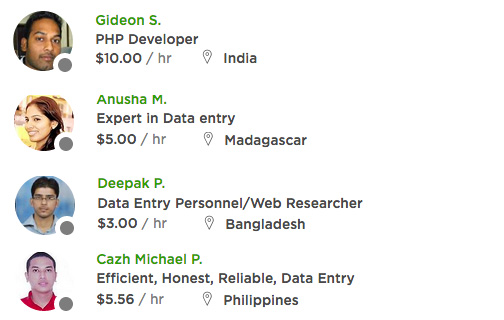 Gideon S.
PHP Developer
$10.00 / hr India
Anusha M.
Expert in Data entry
$5.00 / hr Madagascar
Deepak P.
Data Entry Personnel/Web Researcher
$3.00 / hr Bangladesh
Cazh Michael P.
Efficient, Honest, Reliable, Data Entry
$5.56 / hr Philippines